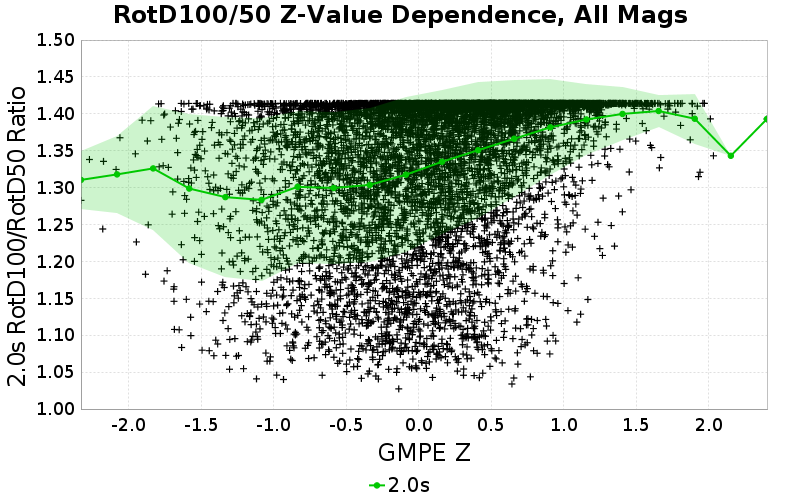 RotD100/50 Z-Value Dependence, All Mags
2.0s RotD100/RotD50 Ratio
1.50
1.45
1.40
1.35
1.30
1.25
1.20
1.15
1.10
1.05
1.00
-2.0 -1.5 -1.0 -0.5 0.0 0.5 1.0 1.5 2.0
GMPE Z
2.0s